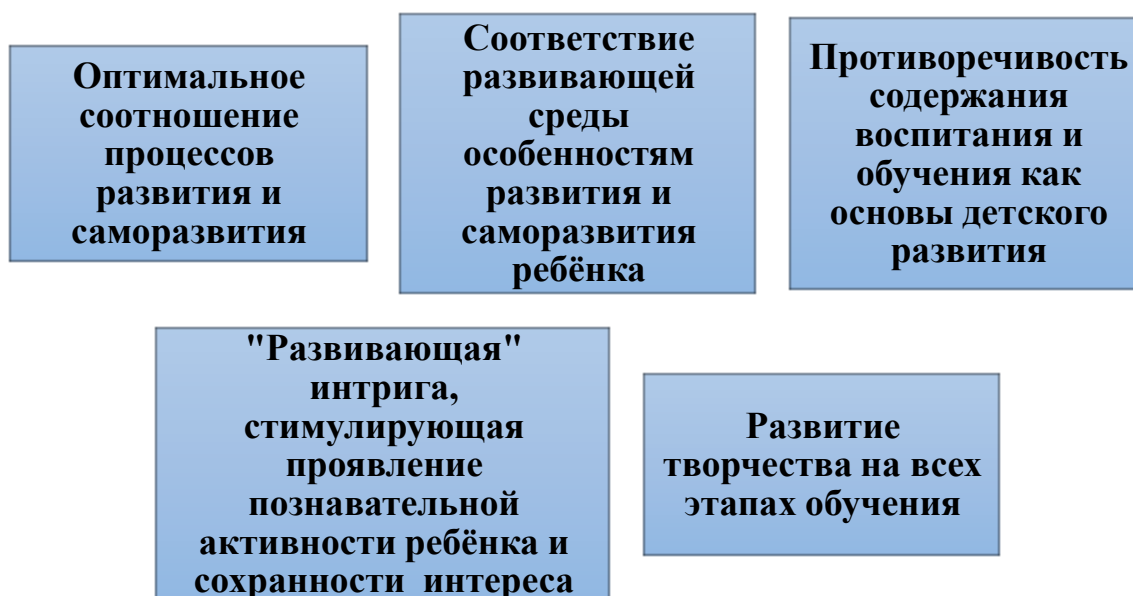 Оптимальное
соотношение
процессов
развития и
саморазвития
Соответствие
развивающей
среды
особенностям
развития и
саморазвития
ребёнка
Противоречивость
содержания
воспитания и
обучения как
основы детского
развития
"Развивающая"
интрига,
стимулирующая
проявление
познавательной
активности ребёнка и
сохранности интереса
Развитие
творчества на всех
этапах обучения